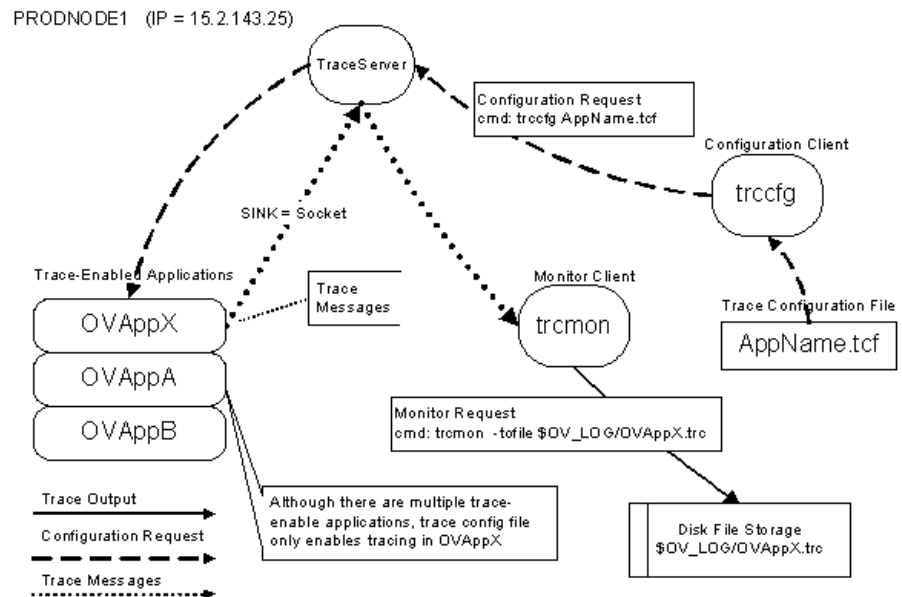 PRODNODE1 (IP = 15.2.143.25)
TraceServer
Configuration Request
cmd: trccfg AppName.tcf
Configuration Client
trccfg
SINK = Socket
Trace-Enabled Applications
Trace
Messages
Monitor Client
Trace Configuration File
OVAppX
trcmon
AppName.tcf
OVAppA
OVAppB
Monitor Request
cmd: trcmon -tofile $OV_LOG/OVAppX.trc
Trace Output
Although there are multiple trace-
enable applications, trace config file
only enables tracing in OVAppX
Configuration Request
Disk File Storage
$OV_LOG/OVAppX.trc
Trace Messages